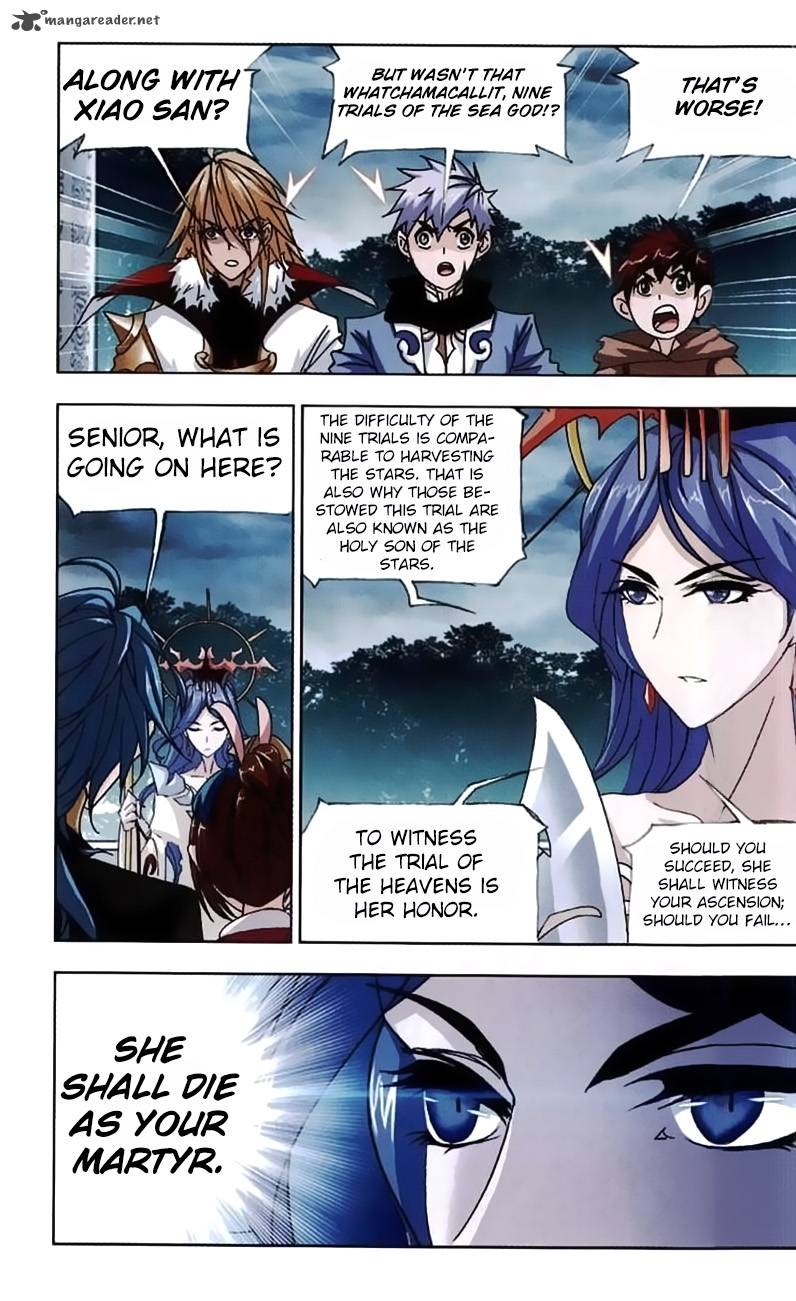 mangareader.net
ALONG WITH
XIAO SAN?
BUT WASN'T THAT
WHATCHAMACALLIT, NINE
TRIALS OF THE SEA GOD!?
THAT'S
WORSE!
SENIOR, WHAT IS
GOING ON HERE?
THE DIFFICULTY OF THE
NINE TRIALS IS COMPA-
RABLE TO HARVESTING
THE STARS. THAT IS
ALSO WHY THOSE BE-
STOWED THIS TRIAL ARE
ALSO KNOWN AS THE
HOLY SON OF THE
STARS.
TO WITNESS
THE TRIAL OF
THE HEAVENS IS
HER HONOR.
SHOULD YOU
SUCCEED, SHE
SHALL WITNESS
YOUR ASCENSION;
SHOULD YOU FAIL...
SHE
SHALL DIE
AS YOUR
MARTYR.